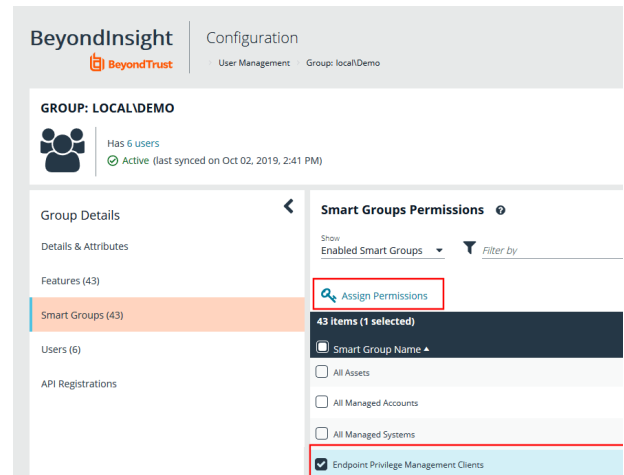 BeyondInsight
BeyondTrust
Configuration
User Management
Group: local\Demo
GROUP: LOCAL\DEMO
Has 6 users
Active (last synced on Oct 02, 2019, 2:41 PM)
Group Details
Details & Attributes
Features (43)
Smart Groups (43)
Users (6)
API Registrations
Smart Groups Permissions
Show
Enabled Smart Groups
Filter by
Assign Permissions
43 items (1 selected)
Smart Group Name
All Assets
All Managed Accounts
All Managed Systems
Endpoint Privilege Management Clients